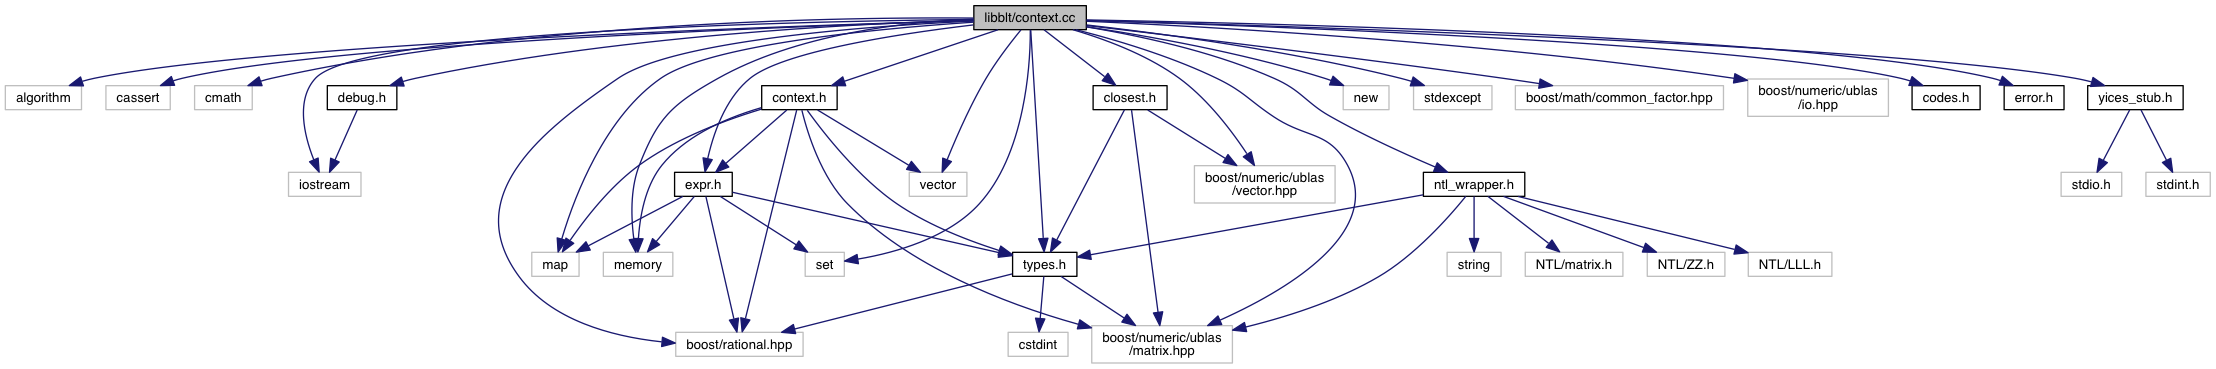 libblt/context.cc
algorithm
cassert
cmath
debug.h
context.h
closest.h
new
stdexcept
boost/math/common_factor.hpp
boost/numeric/ublas
/io.hpp
codes.h
error.h
yices_stub.h
iostream
expr.h
vector
boost/numeric/ublas
/vector.hpp
ntl_wrapper.h
stdio.h
stdint.h
map
memory
set
types.h
string
NTL/matrix.h
NTL/ZZ.h
NTL/LLL.h
boost/rational.hpp
cstdint
boost/numeric/ublas
/matrix.hpp